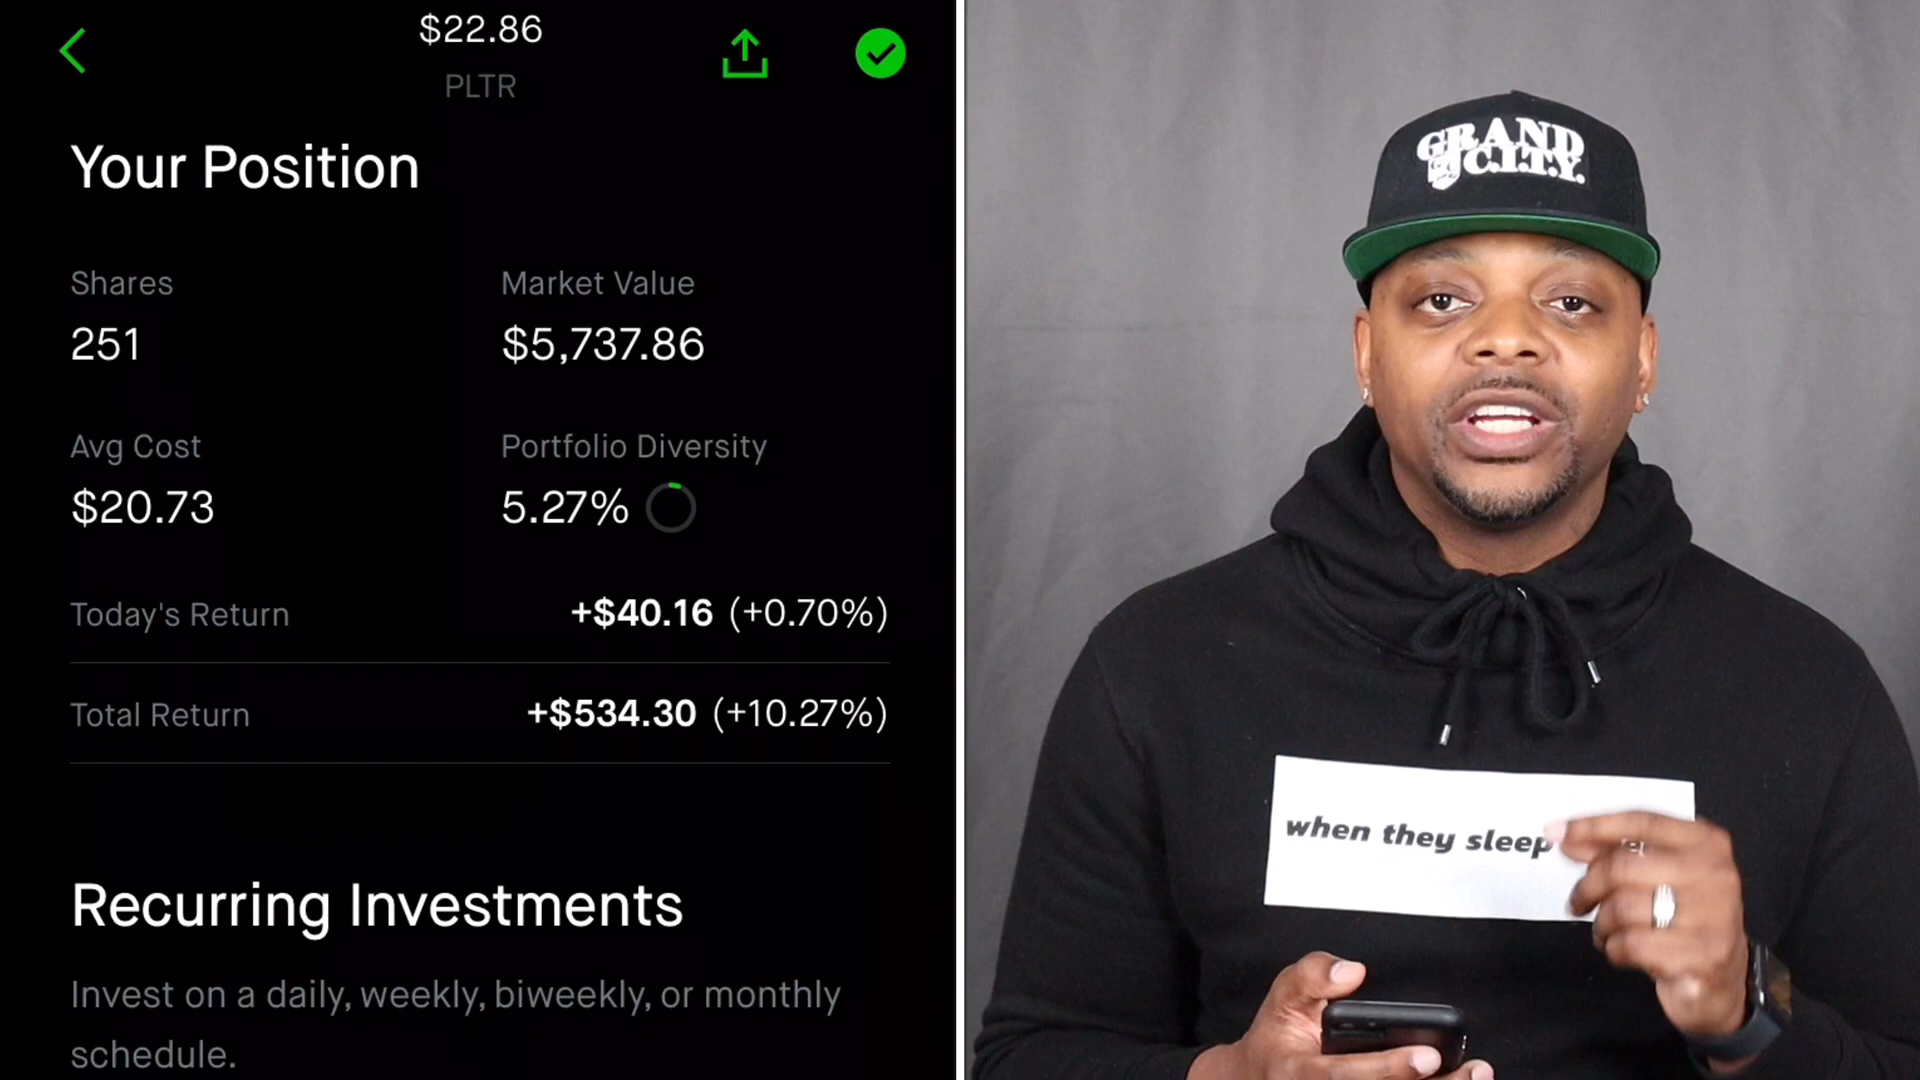 $22.86
PLTR
Your Position
Shares
251
Market Value
$5,737.86
Avg Cost
$20.73
Portfolio Diversity
5.27%
Today's Return
+$40.16 (+0.70%)
Total Return
+$534.30 (+10.27%)
Recurring Investments
Invest on a daily, weekly, biweekly, or monthly
schedule.
GRAND
C.I.T.Y.
when they sleep